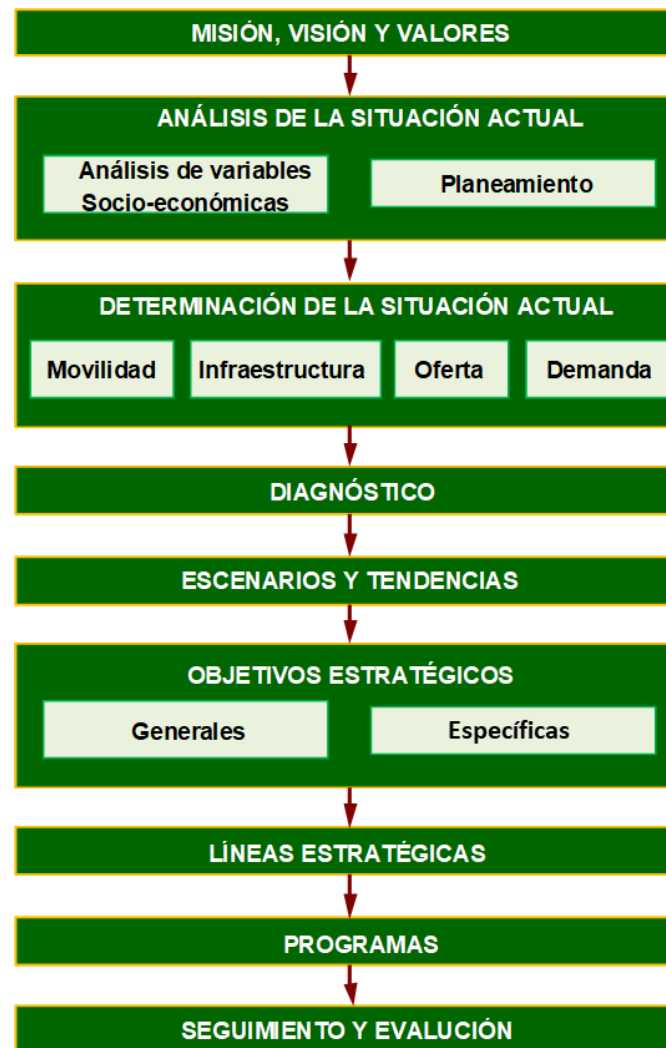 MISIÓN, VISIÓN Y VALORES
ANÁLISIS DE LA SITUACIÓN ACTUAL
Análisis de variables
Socio-económicas
Planeamiento
DETERMINACIÓN DE LA SITUACIÓN ACTUAL
Movilidad
Infraestructura
Oferta
Demanda
DIAGNÓSTICO
ESCENARIOS Y TENDENCIAS
OBJETIVOS ESTRATÉGICOS
Generales
Específicas
LÍNEAS ESTRATÉGICAS
PROGRAMAS
SEGUIMIENTO Y EVALUCIÓN